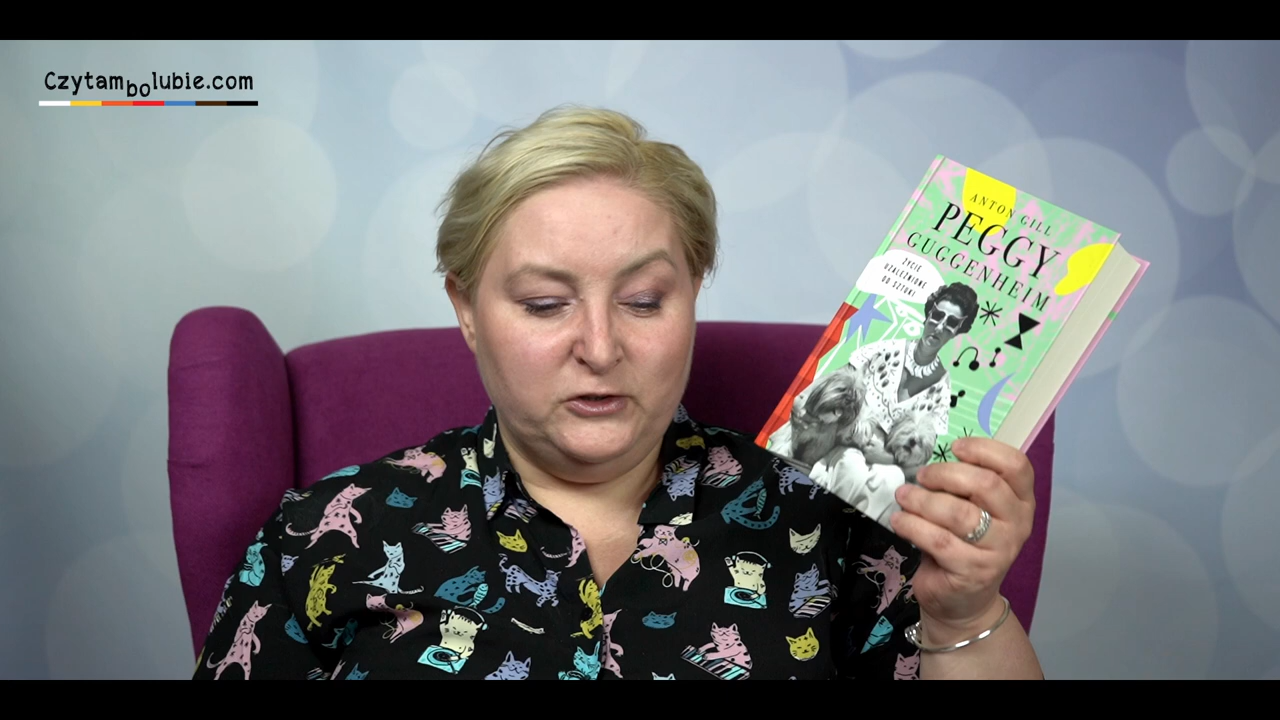 Czytambolubie.com
ANTON GILL
PEGGY
GUGGENHEIM
ŻYCIE
UZALEŻNIONE
OD SZTUKI